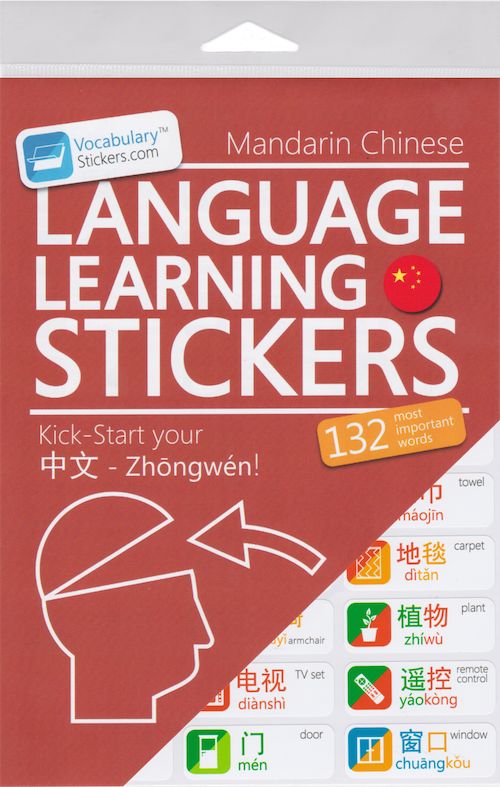 Vocabulary™
Stickers.com
Mandarin Chinese
LANGUAGE
LEARNING
STICKERS
132 most
important
words
Kick-Start your
中文 - Zhōngwén!
巾 towel
máojīn
地毯 carpet
dìtǎn
植物 plant
zhíwù
armchair
电视 TV set
diànshì
遥控 remote
control
yáokòng
门 door
mén
窗口 window
chuāngkǒu